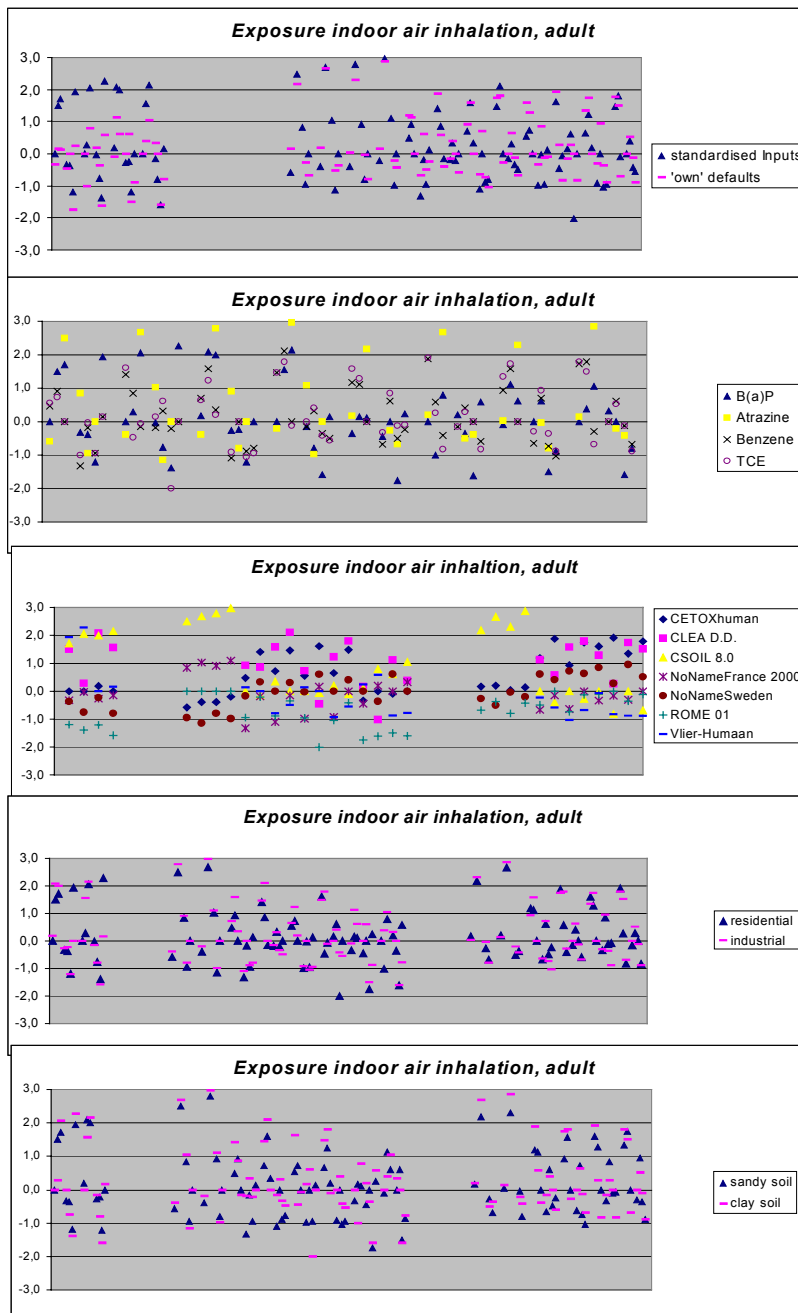 Exposure indoor air inhalation, adult
3,0
2,0
1,0
0,0
-1,0
-2,0
-3,0
standardised Inputs
'own' defaults
Exposure indoor air inhalation, adult
3,0
2,0
1,0
0,0
-1,0
-2,0
-3,0
B(a)P
Atrazine
Benzene
TCE
Exposure indoor air inhaltion, adult
3,0
2,0
1,0
0,0
-1,0
-2,0
-3,0
CETOXhuman
CLEA D.D.
CSOIL 8.0
NoNameFrance 2000
NoNameSweden
ROME 01
Vlier-Humaan
Exposure indoor air inhalation, adult
3,0
2,0
1,0
0,0
-1,0
-2,0
-3,0
residential
industrial
Exposure indoor air inhalation, adult
3,0
2,0
1,0
0,0
-1,0
-2,0
-3,0
sandy soil
clay soil